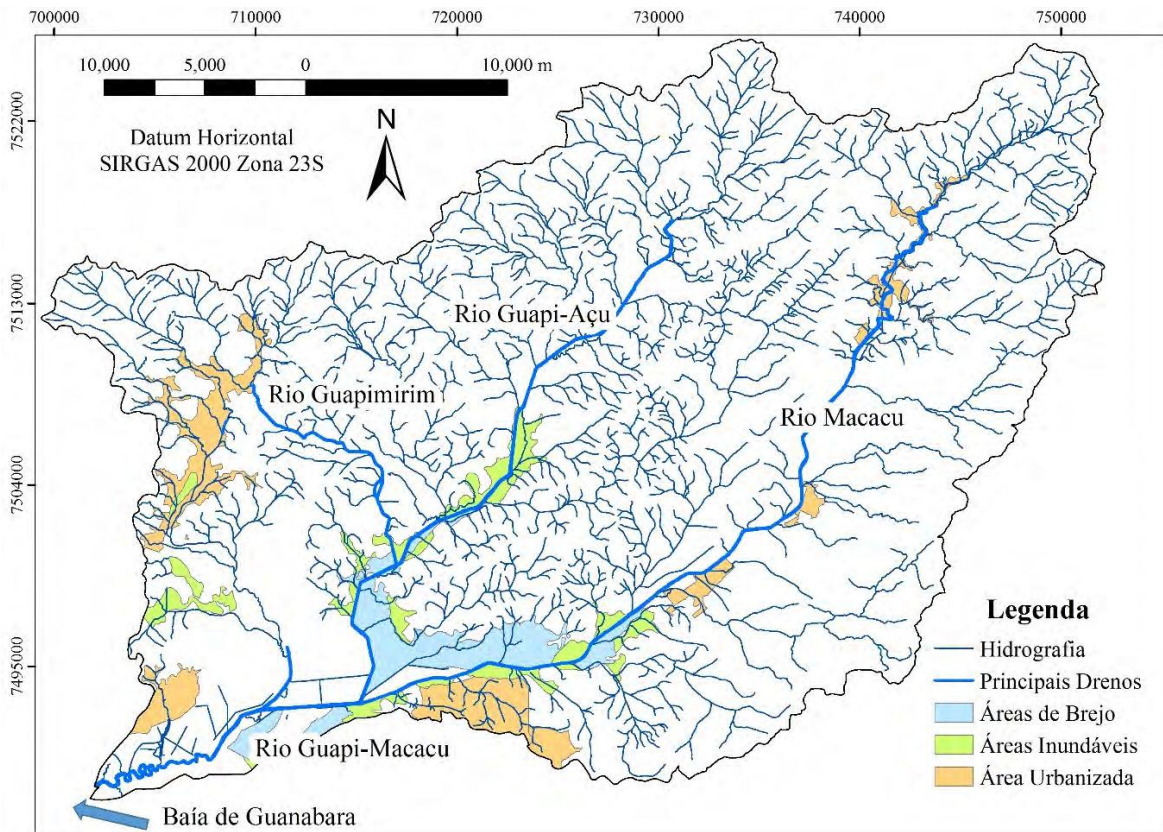 700000 710000 720000 730000 740000 750000
10,000 5,000 0 10,000 m
Datum Horizontal
SIRGAS 2000 Zona 23S
N
7522000
7513000
7504000
7495000
Rio Guapi-Açu
Rio Guapimirim
Rio Macacu
Rio Guapi-Macacu
Baía de Guanabara
Legenda
Hidrografia
Principais Drenos
Áreas de Brejo
Áreas Inundáveis
Área Urbanizada